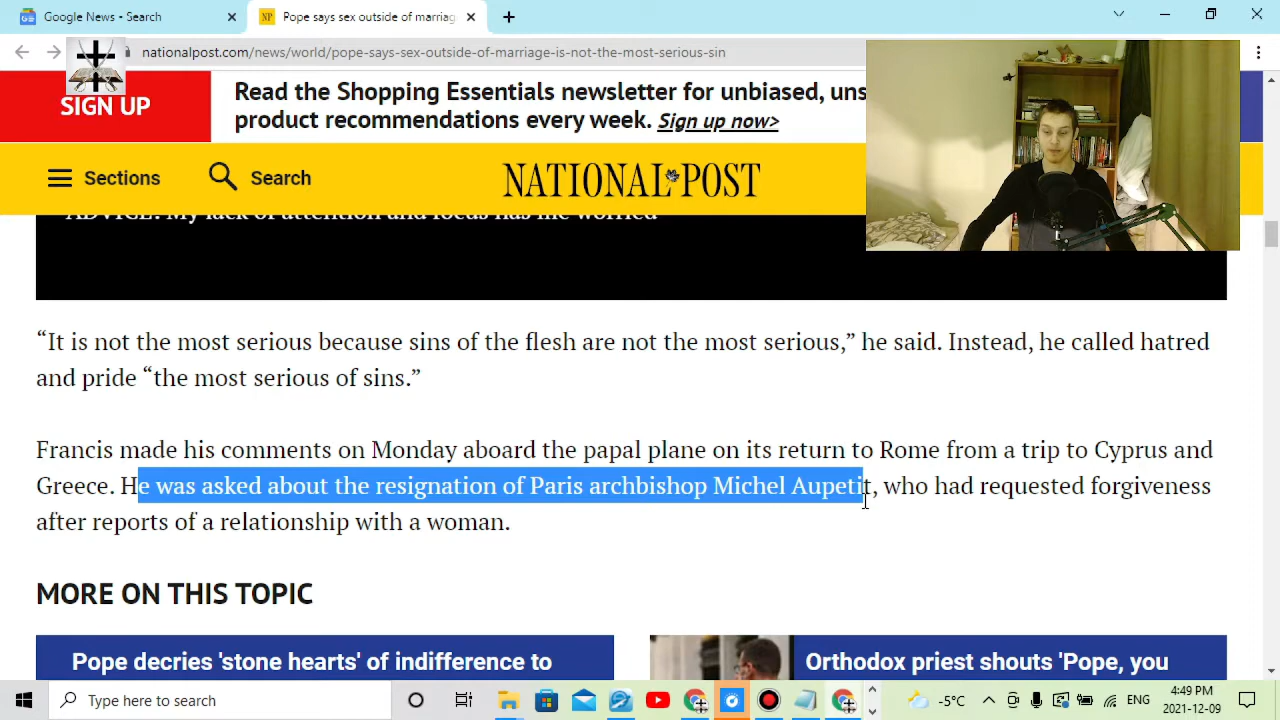 Google News - Search
Pope says sex outside of marriag
nationalpost.com/news/world/pope-says-sex-outside-of-marriage-is-not-the-most-serious-sin
SIGN UP
Read the Shopping Essentials newsletter for unbiased, uns
product recommendations every week. Sign up now>
Sections
Search
NATIONAL POST
ADVICE: My lack of attention and focus has me worried
“It is not the most serious because sins of the flesh are not the most serious,” he said. Instead, he called hatred
and pride “the most serious of sins.”
Francis made his comments on Monday aboard the papal plane on its return to Rome from a trip to Cyprus and
Greece. He was asked about the resignation of Paris archbishop Michel Aupetit, who had requested forgiveness
after reports of a relationship with a woman.
MORE ON THIS TOPIC
Pope decries 'stone hearts' of indifference to
Orthodox priest shouts 'Pope, you
Type here to search
-5°C
ENG
4:49 PM
2021-12-09